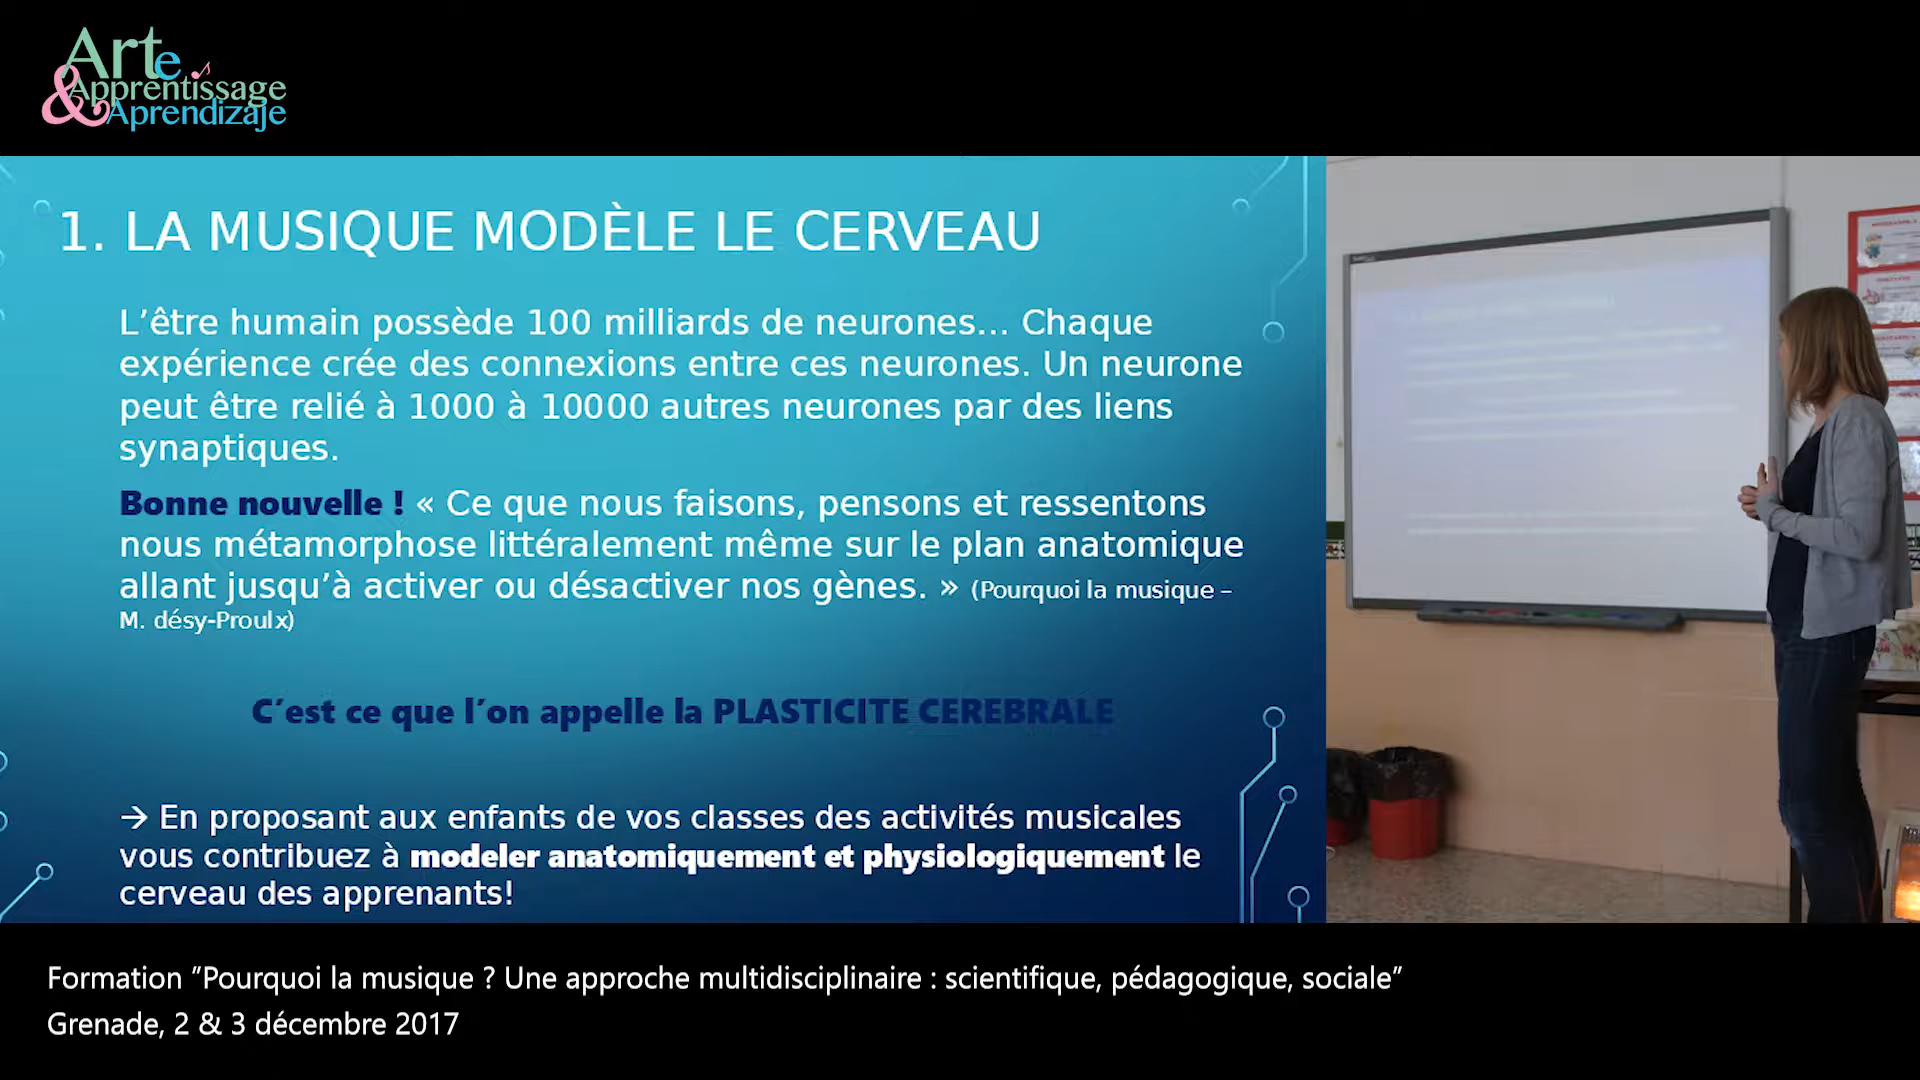 Arte
&Apprentissage
Aprendizaje
1. LA MUSIQUE MODÈLE LE CERVEAU
L’être humain possède 100 milliards de neurones… Chaque
expérience crée des connexions entre ces neurones. Un neurone
peut être relié à 1000 à 10000 autres neurones par des liens
synaptiques.
Bonne nouvelle ! « Ce que nous faisons, pensons et ressentons
nous métamorphose littéralement même sur le plan anatomique
allant jusqu’à activer ou désactiver nos gènes. » (Pourquoi la musique –
M. désy-Proulx)
C´est ce que l´on appelle la PLASTICITE CEREBRALE
→ En proposant aux enfants de vos classes des activités musicales
vous contribuez à modeler anatomiquement et physiologiquement le
cerveau des apprenants!
Formation ”Pourquoi la musique ? Une approche multidisciplinaire : scientifique, pédagogique, sociale”
Grenade, 2 & 3 décembre 2017